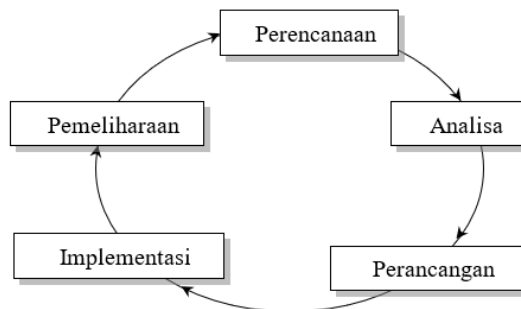 Perencanaan
Analisa
Perancangan
Implementasi
Pemeliharaan